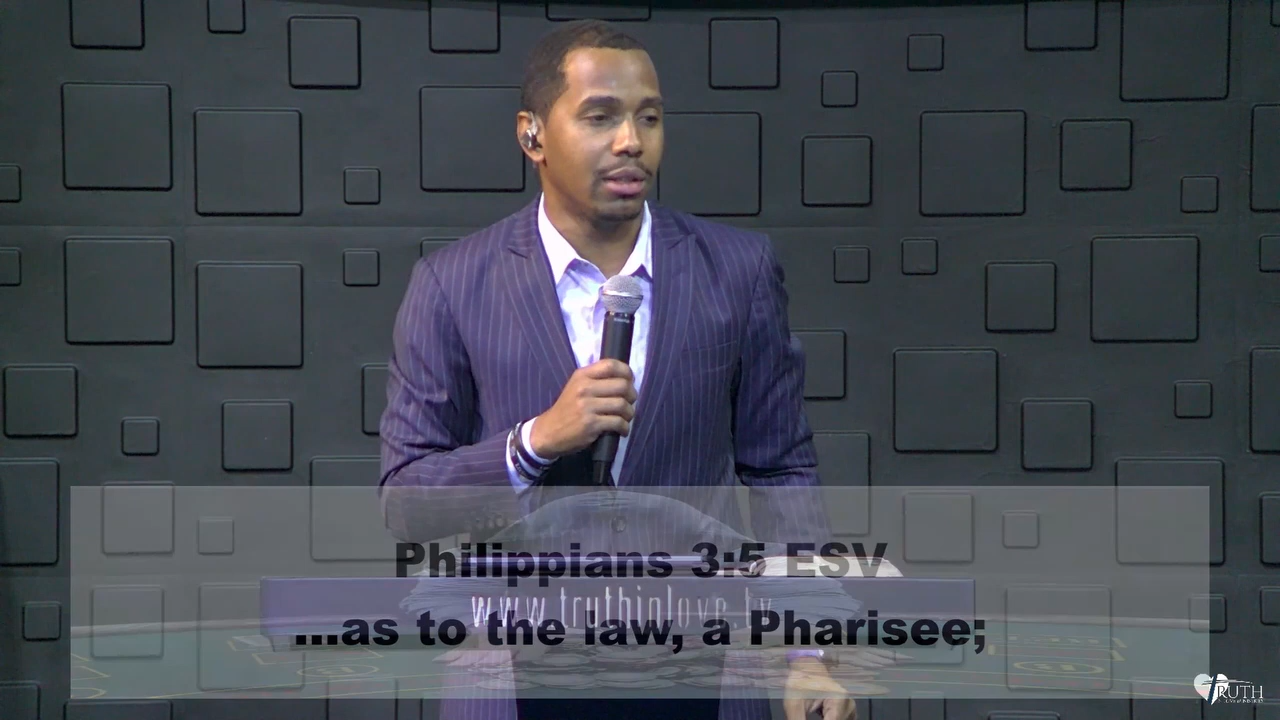 Philippians 3:5 ESV
www.truthinlove.tv
...as to the law, a Pharisee;
TRUTH